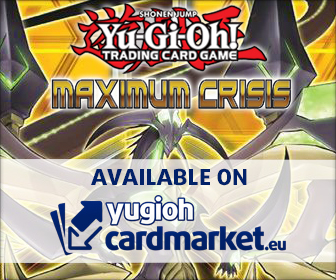 SHONEN JUMP
Yu-Gi-Oh!
TRADING CARD GAME
MAXIMUM CRISIS
AVAILABLE ON
yugioh
cardmarket.eu